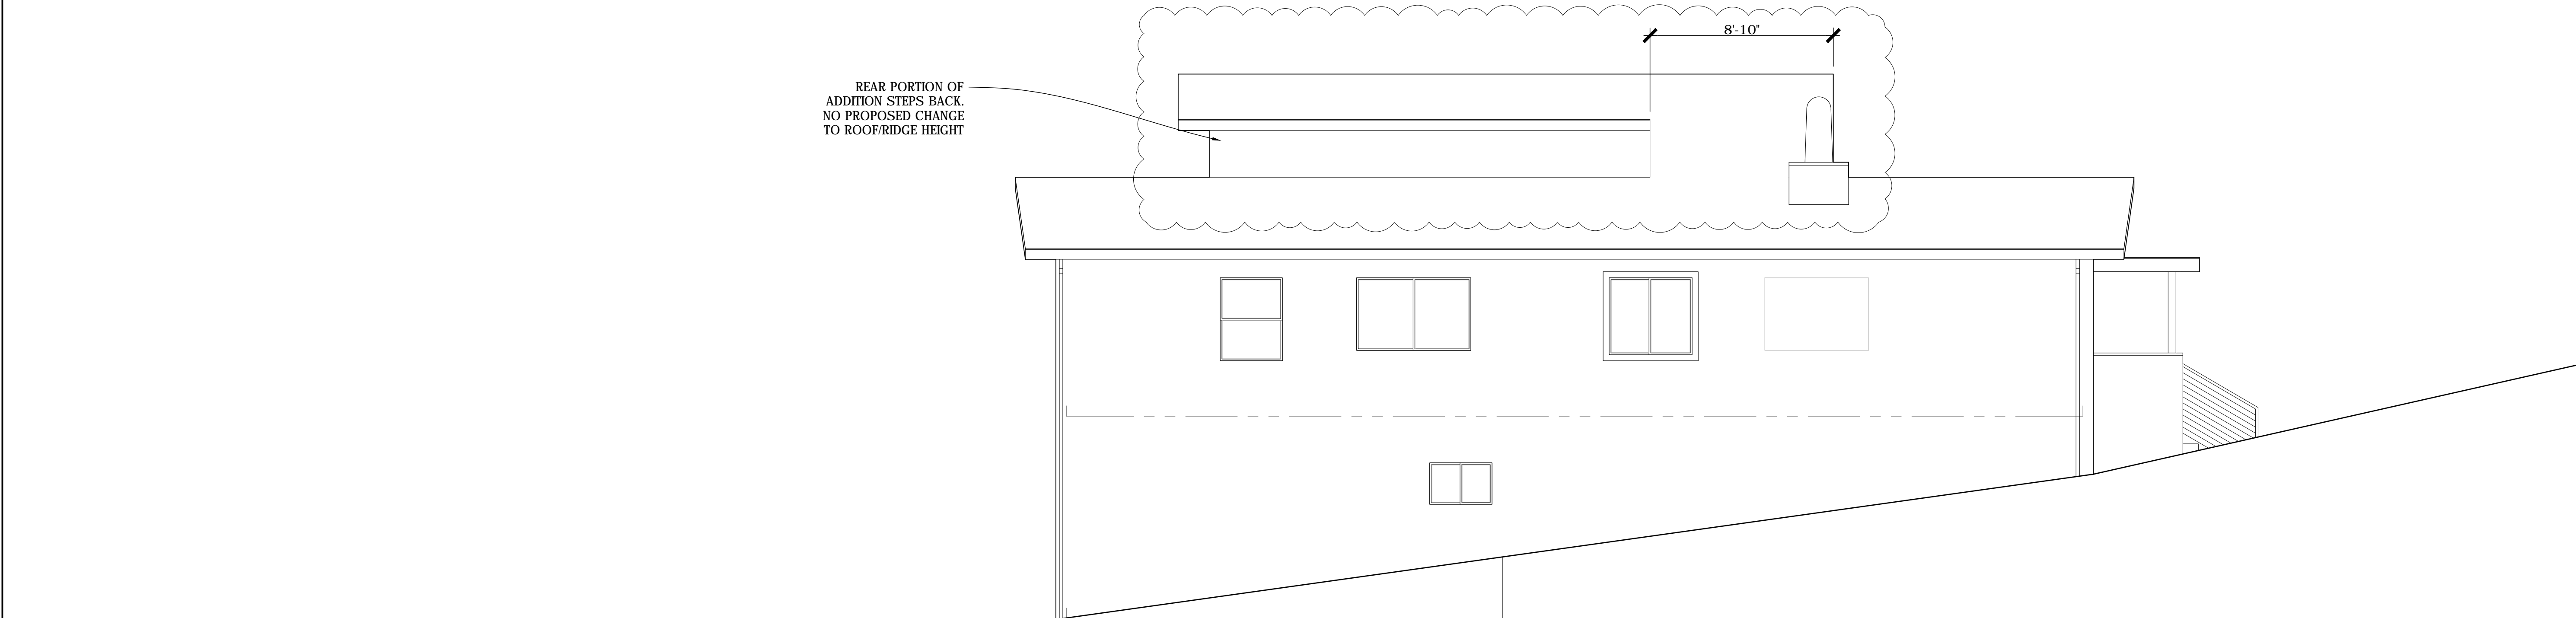 8'-10"
REAR PORTION OF
ADDITION STEPS BACK.
NO PROPOSED CHANGE
TO ROOF/RIDGE HEIGHT